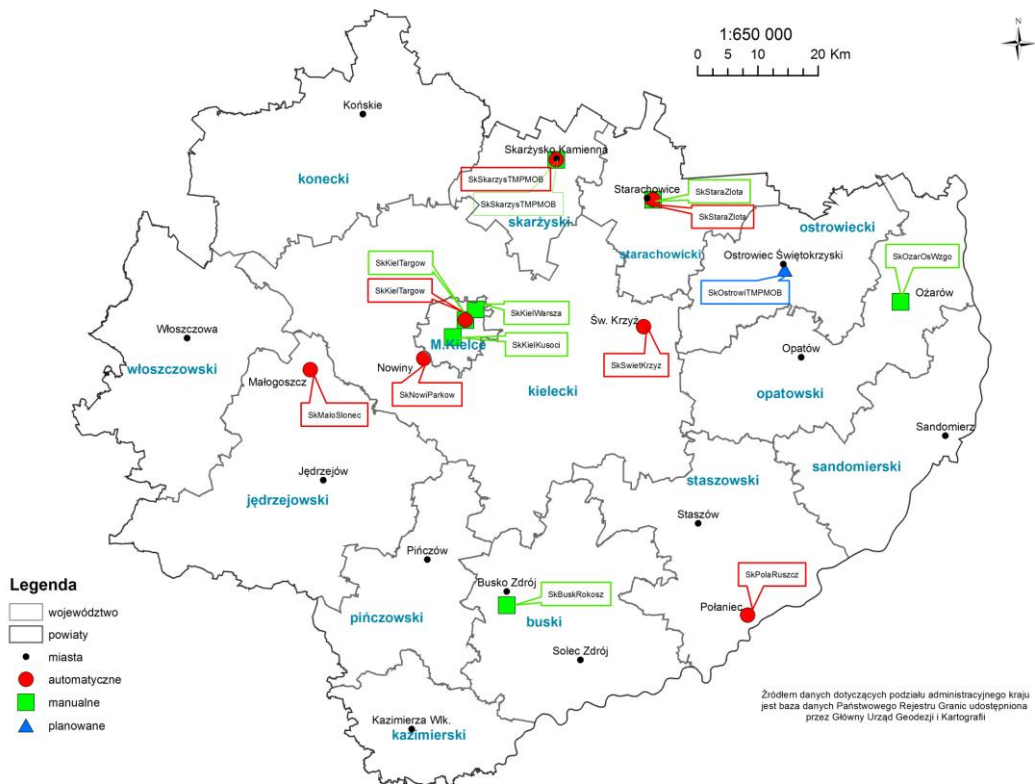 N
1:650 000
0 5 10 20 Km
Końskie
konecki
Skarżysko Kamienna
SkSkarzysTMPMOB
SkSkarzysTMPMOB
skarżyski
Starachowice
SkStaraZlota
SkStaraZlota
starachowicki
ostrowiecki
Ostrowiec Świętokrzyski
SkOstrowiTMPMOB
SkOzarOsWzgo
Ożarów
SkKielTargow
SkKielTargow
SkKielWarsza
SkKielKusoci
M.Kielce
Nowiny
SkNowiParkow
kielecki
Św. Krzyż
SkSwietKrzyz
Włoszczowa
włoszczowski
Małogoszcz
SkMaloSlonec
Opatów
opatowski
Sandomierz
sandomierski
Jędrzejów
jędrzejowski
staszowski
Staszów
Pińczów
pińczowski
Busko Zdrój
SkBuskRokosz
buski
Solec Zdrój
SkPolaRuszcz
Połaniec
Kazimierza Wlk.
kazimierski
Legenda
województwo
powiaty
miasta
automatyczne
manualne
planowane
Źródłem danych dotyczących podziału administracyjnego kraju
jest baza danych Państwowego Rejestru Granic udostępniona
przez Główny Urząd Geodezji i Kartografii